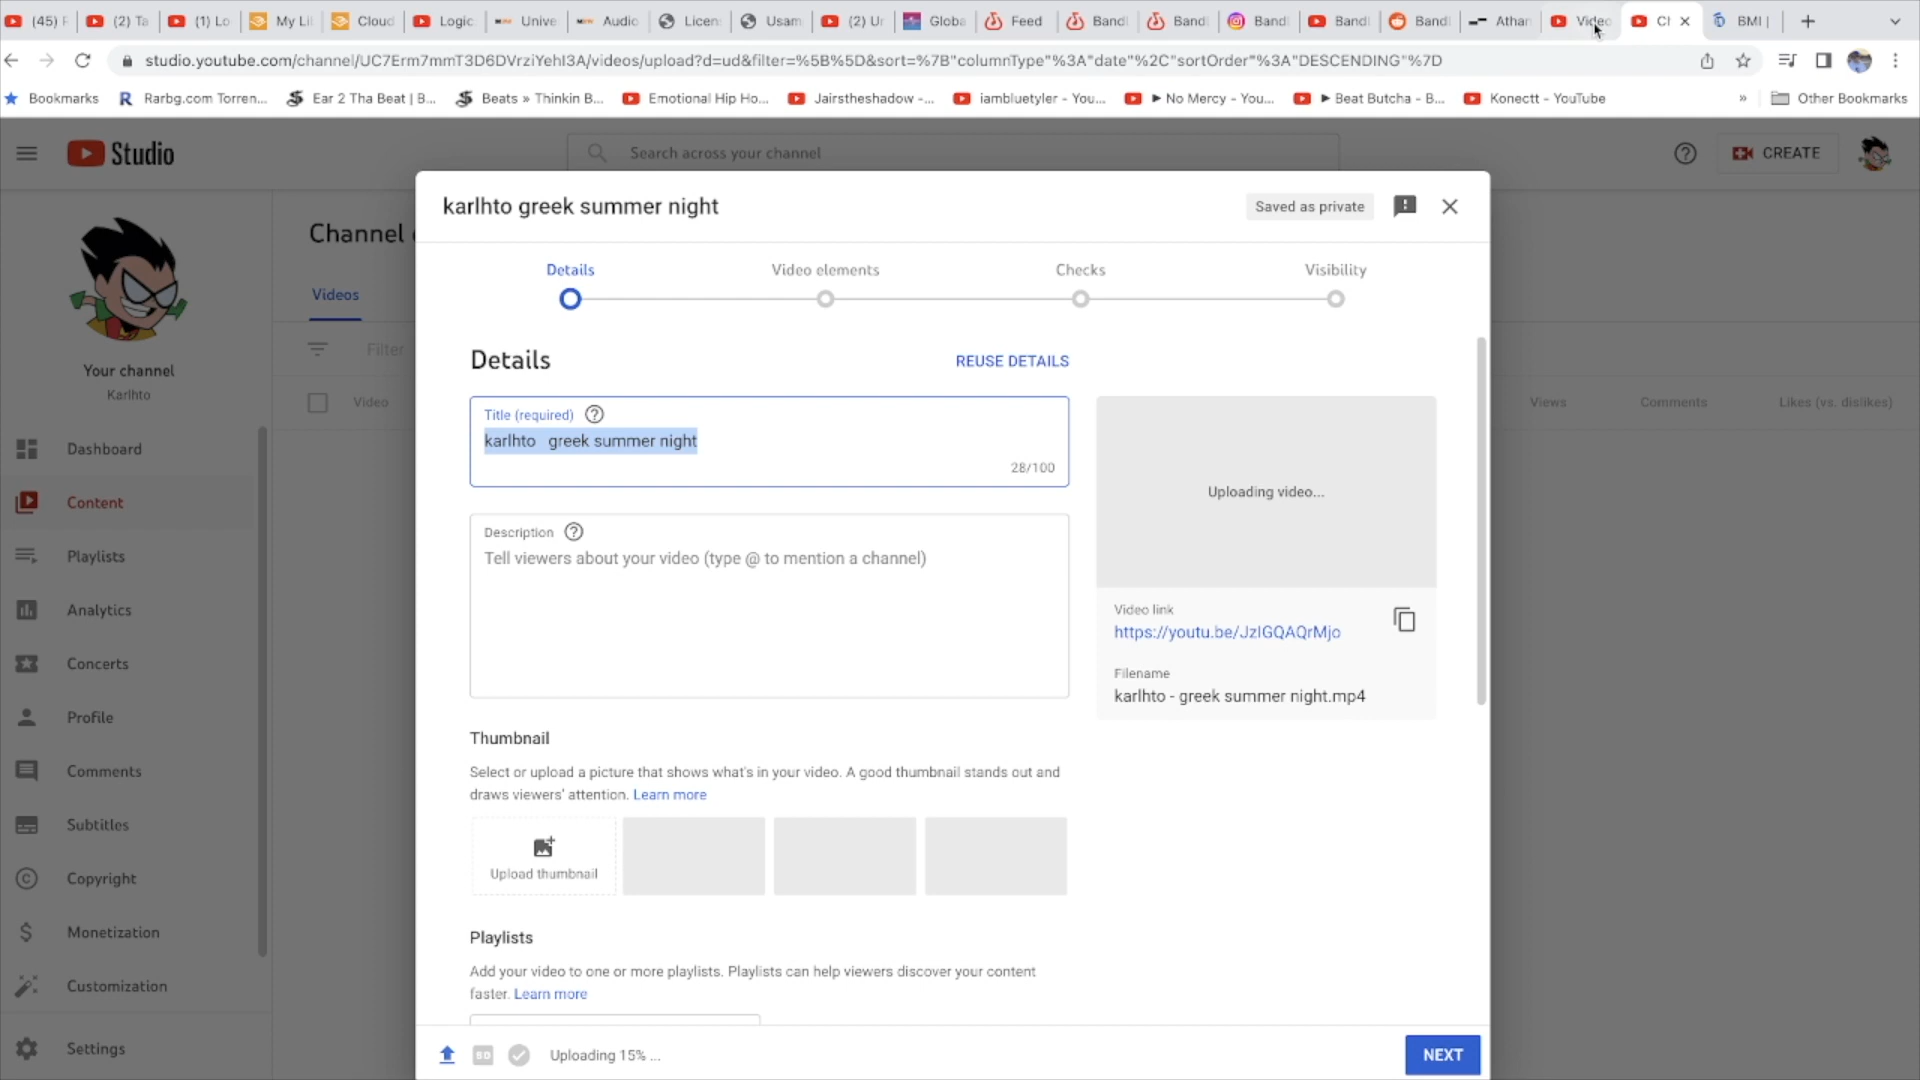 (45) F
(2) Ta
(1) Lo
My Li
Cloud
Logic
Unive
Audio
Licen
Usam
(2) Ur
Globa
Feed
Bandl
Bandl
Bandl
Bandl
Bandl
Athan
Video
Cl
BMI |
studio.youtube.com/channel/UC7Erm7mmT3D6DVrziYehI3A/videos/upload?d=ud&filter=%5B%5D&sort=%7B"columnType"%3A"date"%2C"sortOrder"%3A"DESCENDING"%7D
Bookmarks
Rarbg.com Torren...
Ear 2 Tha Beat | B...
Beats » Thinkin B...
Emotional Hip Ho...
Jairstheshadow -...
iambluetyler - You...
►No Mercy - You...
►Beat Butcha - B...
Konectt - YouTube
»
Other Bookmarks
Studio
Search across your channel
CREATE
karlhto greek summer night
Saved as private
Channel
Details
Video elements
Checks
Visibility
Videos
Filter
Details
REUSE DETAILS
Your channel
Karlhto
Video
Views
Comments
Likes (vs. dislikes)
Title (required)
karlhto   greek summer night
28/100
Dashboard
Content
Playlists
Analytics
Concerts
Profile
Comments
Subtitles
Copyright
Monetization
Customization
Settings
Uploading video...
Description
Tell viewers about your video (type @ to mention a channel)
Video link
https://youtu.be/JzIGQAQrMjo
Filename
karlhto - greek summer night.mp4
Thumbnail
Select or upload a picture that shows what's in your video. A good thumbnail stands out and
draws viewers' attention. Learn more
Upload thumbnail
Playlists
Add your video to one or more playlists. Playlists can help viewers discover your content
faster. Learn more
SD
Uploading 15% ...
NEXT